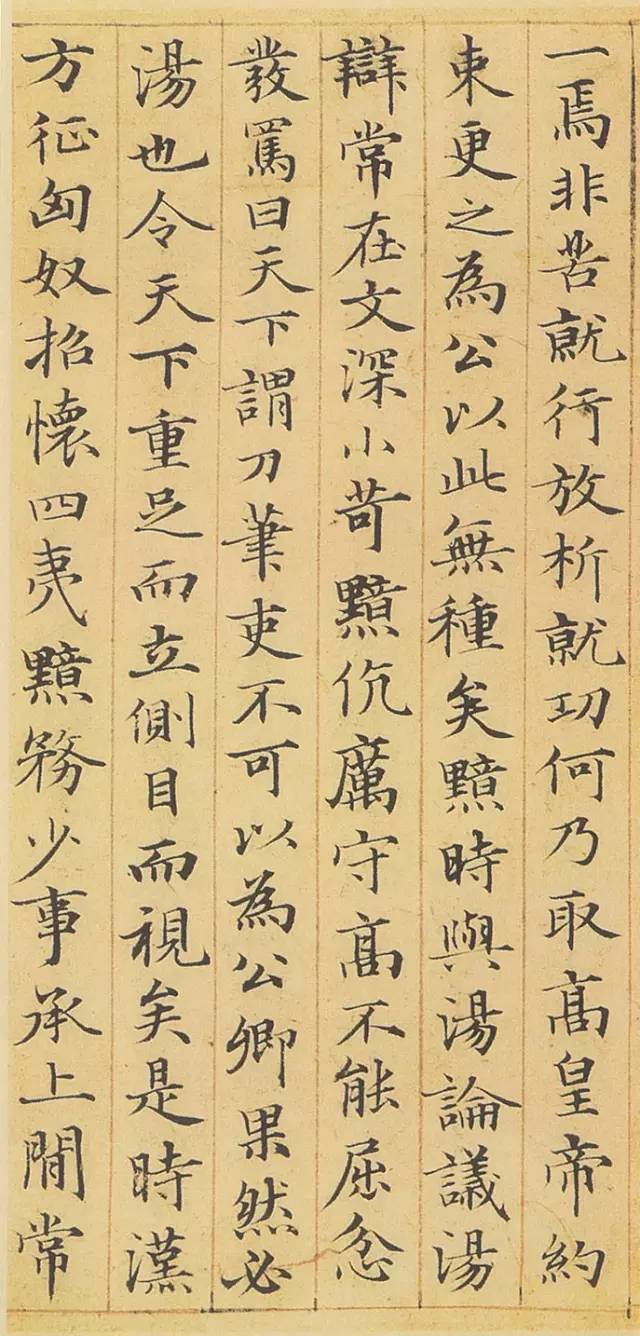 一焉非苦就行放析就功何乃取髙皇帝約
束更之為公以此無種矣黯時與湯論議湯
辯常在文深小苛黯伉厲守髙不能屈忿
發罵曰天下謂刀筆吏不可以為公卿果然必
湯也令天下重足而立側目而視矣是時漢
方征匈奴招懷四夷黯務少事承上閒常